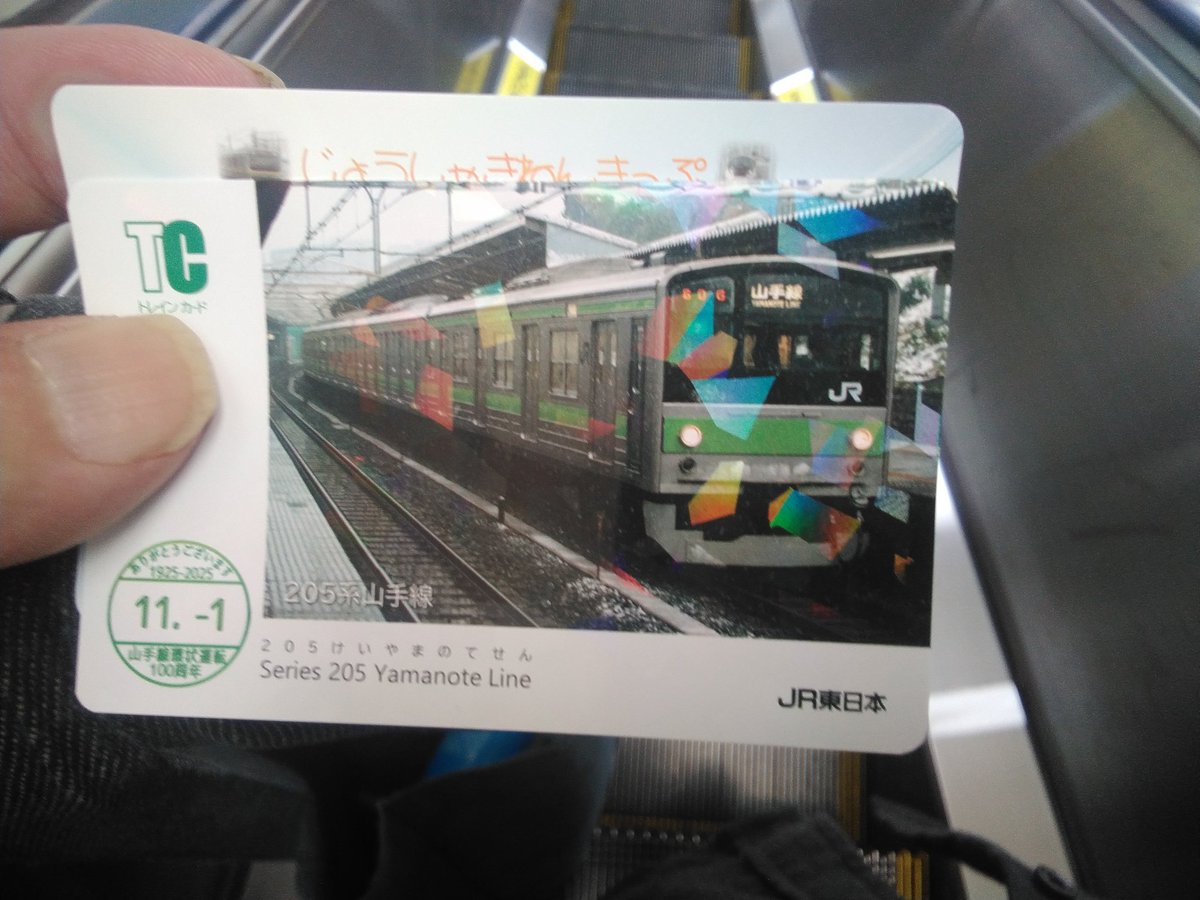 じょうしゃきねんきっぷ
TC
トレインカード
山手線
YAMANOTE LINE
JR
205系山手線
ありがとうございます
1925-2025
11.-1
山手線環状運転
100周年
205けいやまのてせん
Series 205 Yamanote Line
JR東日本